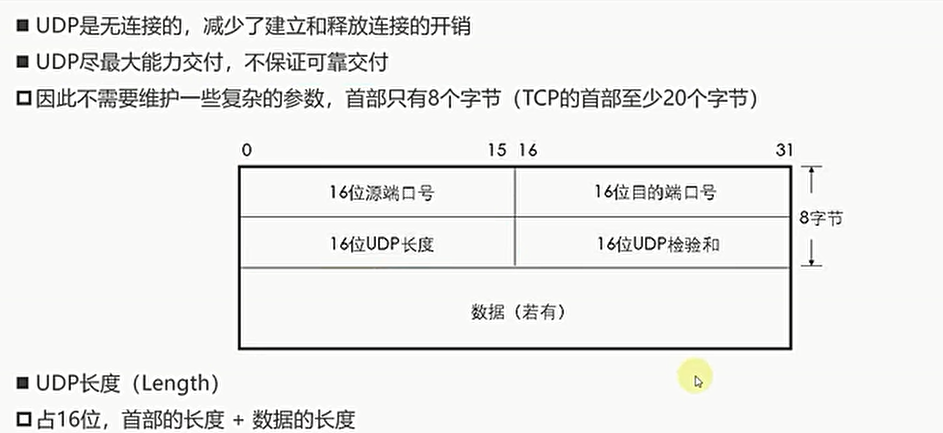 UDP是无连接的，减少了建立和释放连接的开销
UDP尽最大能力交付，不保证可靠交付
因此不需要维护一些复杂的参数，首部只有8个字节（TCP的首部至少20个字节）
0 15 16 31
16位源端口号 16位目的端口号
8字节
16位UDP长度 16位UDP检验和
数据（若有）
UDP长度（Length）
占16位，首部的长度 + 数据的长度